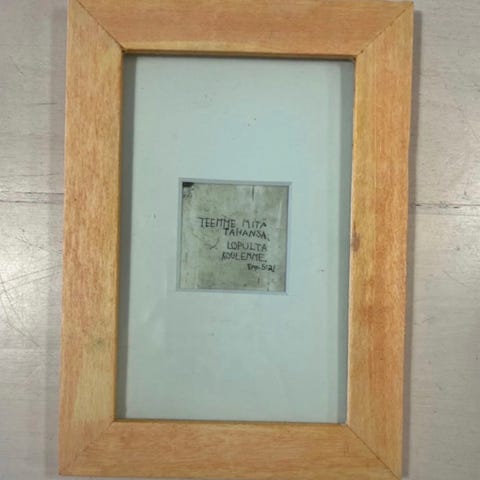 TEEMME MITÄ
TAHANSA,
LOPULTA
KUOLEMME.